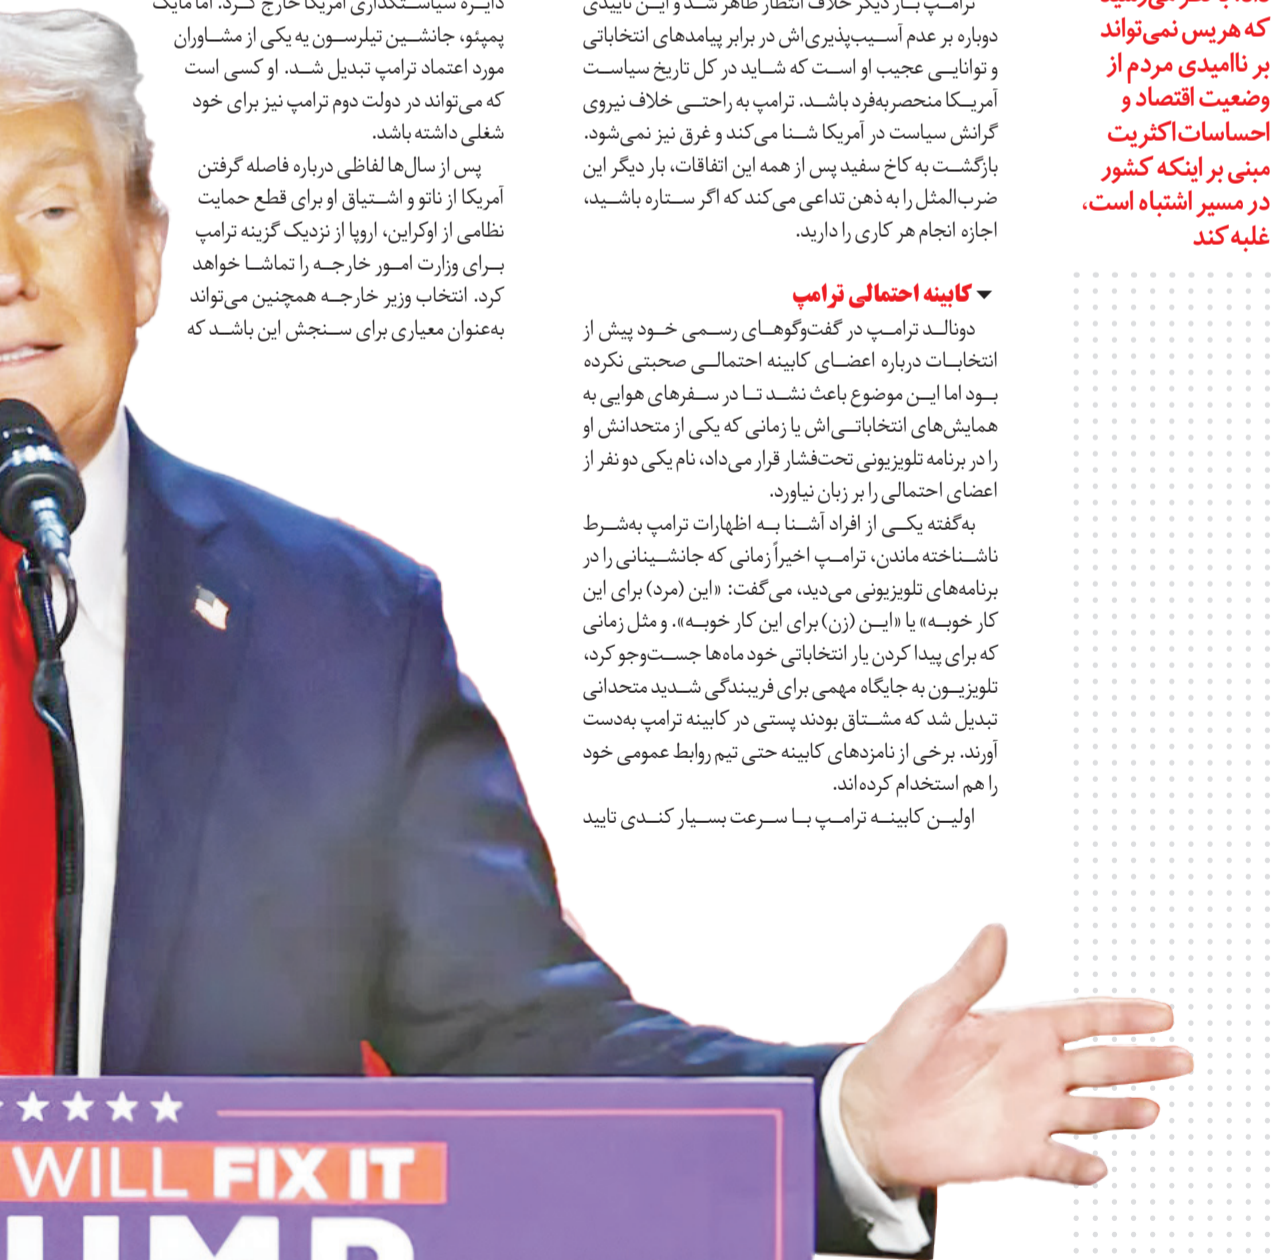 که هریس نمی‌تواند
بر ناامیدی مردم از
وضعیت اقتصاد و
احساسات اکثریت
مبنی بر اینکه کشور
در مسیر اشتباه است،
غلبه کند
ترامپ بار دیگر خلاف انتظار ظاهر شد و این تاییدی
دوباره بر عدم آسیب‌پذیری‌اش در برابر پیامدهای انتخاباتی
و توانایی عجیب او است که شاید در کل تاریخ سیاست
آمریکا منحصربه‌فرد باشد. ترامپ به راحتی خلاف نیروی
گرانش سیاست در آمریکا شنا می‌کند و غرق نیز نمی‌شود.
بازگشت به کاخ سفید پس از همه این اتفاقات، بار دیگر این
ضرب‌المثل را به ذهن تداعی می‌کند که اگر ستاره باشید،
اجازه انجام هر کاری را دارید.
کابینه احتمالی ترامپ
دونالد ترامپ در گفت‌وگوهای رسمی خود پیش از
انتخابات درباره اعضای کابینه احتمالی صحبتی نکرده
بود اما این موضوع باعث نشد تا در سفرهای هوایی به
همایش‌های انتخاباتی‌اش یا زمانی که یکی از متحدانش او
را در برنامه تلویزیونی تحت‌فشار قرار می‌داد، نام یکی دو نفر از
اعضای احتمالی را بر زبان نیاورد.
به‌گفته یکی از افراد آشنا به اظهارات ترامپ به‌شرط
ناشناخته ماندن، ترامپ اخیراً زمانی که جانشینانی را در
برنامه‌های تلویزیونی می‌دید، می‌گفت: «این (مرد) برای این
کار خوبه» یا «این (زن) برای این کار خوبه». و مثل زمانی
که برای پیدا کردن یار انتخاباتی خود ماه‌ها جست‌وجو کرد،
تلویزیون به جایگاه مهمی برای فریبندگی شدید متحدانی
تبدیل شد که مشتاق بودند پستی در کابینه ترامپ به‌دست
آورند. برخی از نامزدهای کابینه حتی تیم روابط عمومی خود
را هم استخدام کرده‌اند.
اولین کابینه ترامپ با سرعت بسیار کندی تایید
دایره سیاستگذاری آمریکا خارج کرد. اما مایک
پمپئو، جانشین تیلرسون یه یکی از مشاوران
مورد اعتماد ترامپ تبدیل شد. او کسی است
که می‌تواند در دولت دوم ترامپ نیز برای خود
شغلی داشته باشد.
پس از سال‌ها لفاظی درباره فاصله گرفتن
آمریکا از ناتو و اشتیاق او برای قطع حمایت
نظامی از اوکراین، اروپا از نزدیک گزینه ترامپ
برای وزارت امور خارجه را تماشا خواهد
کرد. انتخاب وزیر خارجه همچنین می‌تواند
به‌عنوان معیاری برای سنجش این باشد که
WILL FIX IT